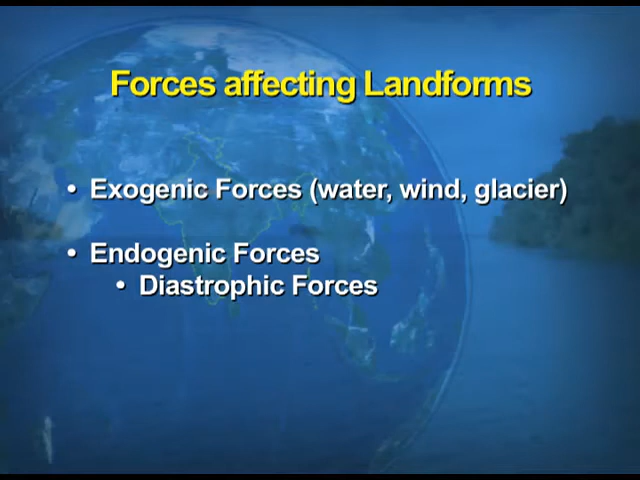 Forces affecting Landforms
• Exogenic Forces (water, wind, glacier)
• Endogenic Forces
• Diastrophic Forces